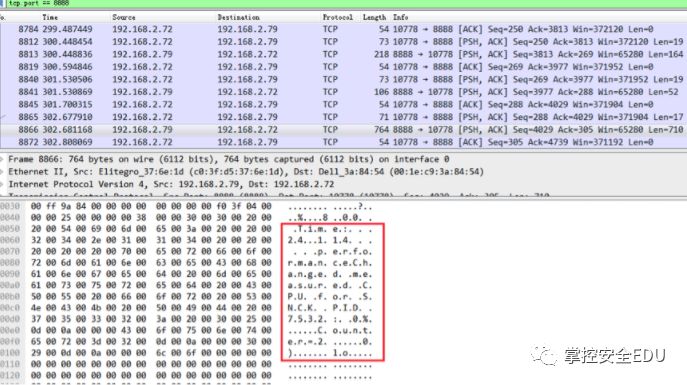 tcp.port == 8888
No. Time Source Destination Protocol Length Info
8784 299.487449 192.168.2.72 192.168.2.79 TCP 54 10778 → 8888 [ACK] Seq=250 Ack=3813 Win=372120 Len=0
8812 300.448454 192.168.2.72 192.168.2.79 TCP 73 10778 → 8888 [PSH, ACK] Seq=250 Ack=3813 Win=372120 Len=19
8813 300.448836 192.168.2.79 192.168.2.72 TCP 218 8888 → 10778 [PSH, ACK] Seq=3813 Ack=269 Win=65280 Len=164
8819 300.594846 192.168.2.72 192.168.2.79 TCP 54 10778 → 8888 [ACK] Seq=269 Ack=3977 Win=371952 Len=0
8840 301.530506 192.168.2.72 192.168.2.79 TCP 73 10778 → 8888 [PSH, ACK] Seq=269 Ack=3977 Win=371952 Len=19
8841 301.530869 192.168.2.79 192.168.2.72 TCP 106 8888 → 10778 [PSH, ACK] Seq=3977 Ack=288 Win=65280 Len=52
8845 301.700315 192.168.2.72 192.168.2.79 TCP 54 10778 → 8888 [ACK] Seq=288 Ack=4029 Win=371904 Len=0
8865 302.677910 192.168.2.72 192.168.2.79 TCP 71 10778 → 8888 [PSH, ACK] Seq=288 Ack=4029 Win=371904 Len=17
8866 302.681168 192.168.2.79 192.168.2.72 TCP 764 8888 → 10778 [PSH, ACK] Seq=4029 Ack=305 Win=65280 Len=710
8872 302.808051 192.168.2.72 192.168.2.79 TCP 54 10778 → 8888 [ACK] Seq=305 Ack=4739 Win=371192 Len=0
Frame 8866: 764 bytes on wire (6112 bits), 764 bytes captured (6112 bits) on interface 0
Ethernet II, Src: Elitegro_37:6e:1d (c0:3f:d5:37:6e:1d), Dst: Dell_3a:84:54 (00:1e:c9:3a:84:54)
Internet Protocol Version 4, Src: 192.168.2.79, Dst: 192.168.2.72
0030 00 ff 9a 84 00 00 00 00 00 00 00 00 f0 3f 04 00 ........ .....?..
0040 00 00 25 00 00 00 00 38 00 00 30 00 30 00 20 00
0050 20 00 54 00 69 00 6d 00 65 00 3a 00 20 00 20 00 .T.i.m. e.:. . .
0060 32 00 34 00 2e 00 31 00 31 00 34 00 20 00 20 00
0070 20 00 20 00 20 00 70 00 65 00 72 00 66 00 6f 00
0080 72 00 6d 00 61 00 6e 00 63 00 65 00 43 00 68 00 r.m.a.n. c.e.C.h.
0090 61 00 6e 00 67 00 65 00 64 00 20 00 6d 00 65 00 a.n.g.e. d. .m.e.
00a0 61 00 73 00 75 00 72 00 65 00 64 00 20 00 43 00 a.s.u.r. e.d. .C.
00b0 50 00 55 00 20 00 66 00 6f 00 72 00 20 00 53 00 P.U. .f. o.r. .S.
00c0 4e 00 43 00 4b 00 20 00 50 00 49 00 44 00 20 00 N.C.K. . P.I.D. .
00d0 37 00 35 00 33 00 32 00 3a 00 20 00 30 00 25 00 7.5.3.2. :. .0.%.
00e0 0d 00 0a 00 00 00 43 00 6f 00 75 00 6e 00 74 00 ......C. o.u.n.t.
00f0 65 00 72 00 3d 00 32 00 0d 00 0a 00 00 00 30 00 e.r.=.2. ......0.
0100 29 00 0d 00 0a 00 00 00 6c 00 6f 00 00 00 00 00 )....... l.o.....
掌控安全EDU